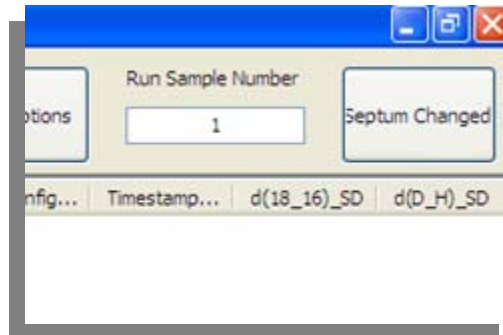 Run Sample Number
ptions 1 Septum Changed
nfig... Timestamp... d(18_16)_SD d(D_H)_SD